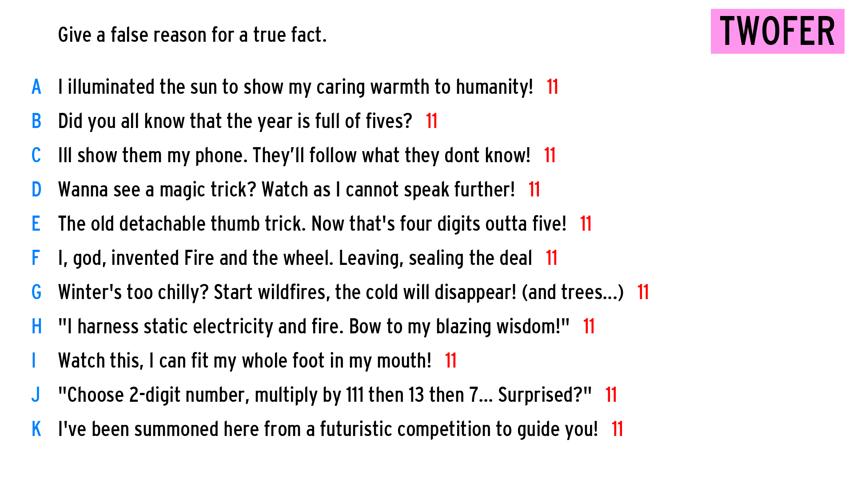 Give a false reason for a true fact.
TWOFER
A I illuminated the sun to show my caring warmth to humanity! 11
B Did you all know that the year is full of fives? 11
C Ill show them my phone. They'll follow what they dont know! 11
D Wanna see a magic trick? Watch as I cannot speak further! 11
E The old detachable thumb trick. Now that's four digits outta five! 11
F I, god, invented Fire and the wheel. Leaving, sealing the deal 11
G Winter's too chilly? Start wildfires, the cold will disappear! (and trees...) 11
H "I harness static electricity and fire. Bow to my blazing wisdom!" 11
I Watch this, I can fit my whole foot in my mouth! 11
J "Choose 2-digit number, multiply by 111 then 13 then 7... Surprised?" 11
K I've been summoned here from a futuristic competition to guide you! 11